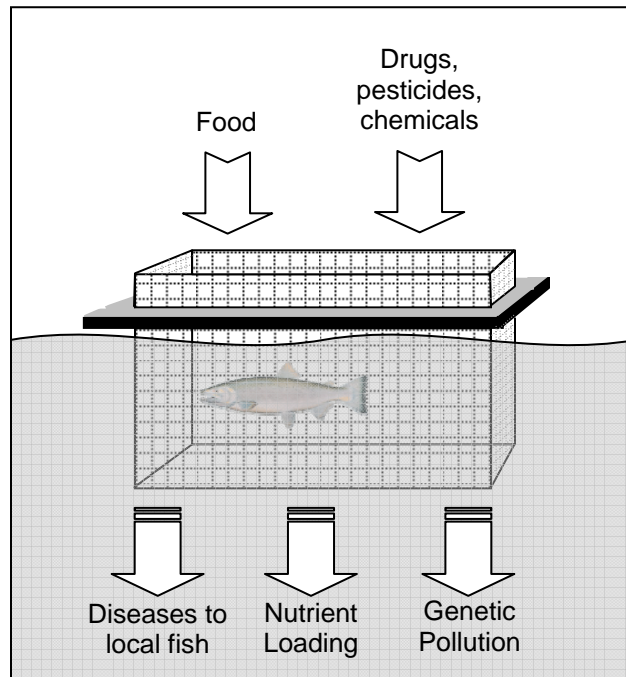 Food
Drugs,
pesticides,
chemicals
Diseases to
local fish
Nutrient
Loading
Genetic
Pollution